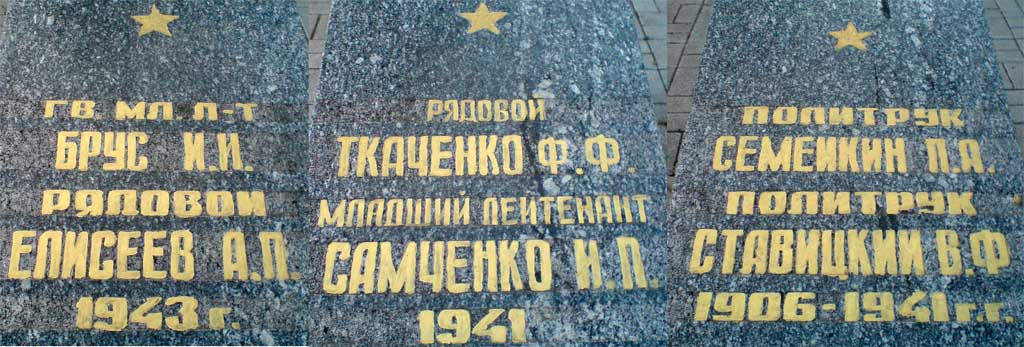 ГВ. МЛ. Л-Т
БРУС И.И.
РЯДОВОЙ
ЕЛИСЕЕВ А.П.
1943 г.
РЯДОВОЙ
ТКАЧЕНКО Ф.Ф.
МЛАДШИЙ ЛЕЙТЕНАНТ
САМЧЕНКО И.П.
1941
ПОЛИТРУК
СЕМЕЙКИН П.А.
ПОЛИТРУК
СТАВИЦКИЙ В.Ф
1906-1941 г.г.